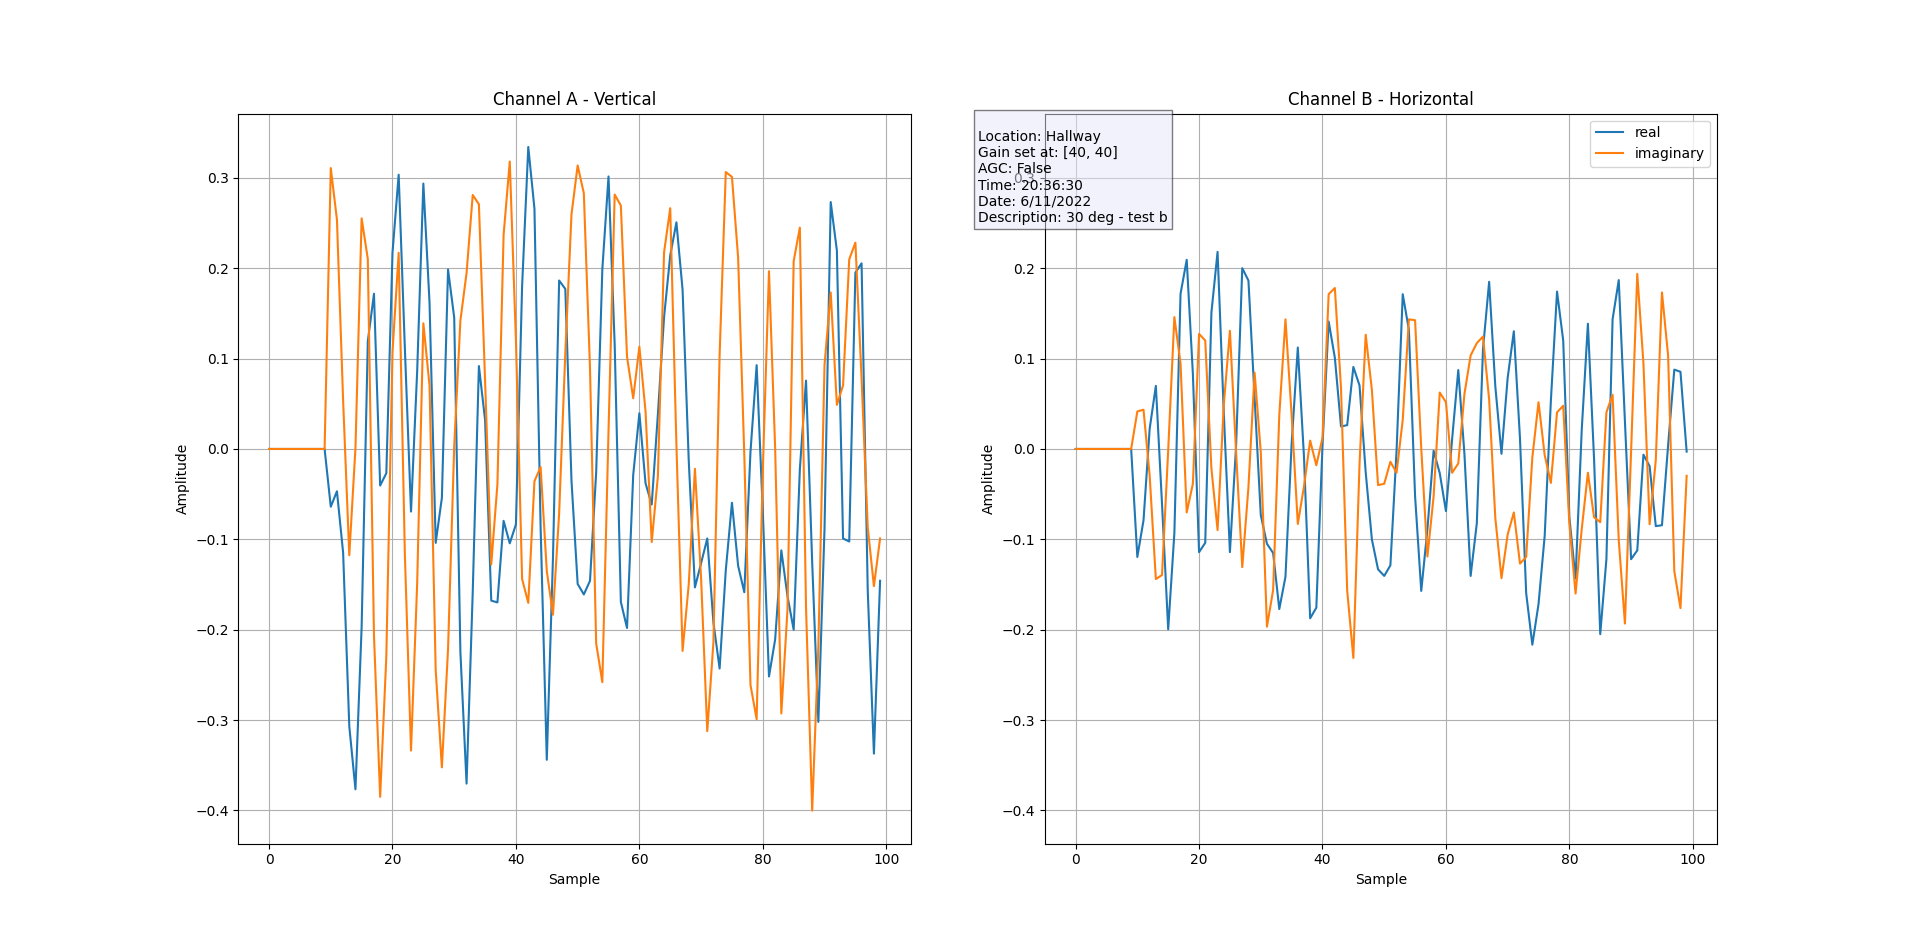 Channel A - Vertical
0.3
0.2
0.1
0.0
−0.1
−0.2
−0.3
−0.4
Amplitude
0
20
40
60
80
100
Sample
Channel B - Horizontal
Location: Hallway
Gain set at: [40, 40]
AGC: False
Time: 20:36:30
Date: 6/11/2022
Description: 30 deg - test b
real
imaginary
0.3
0.2
0.1
0.0
−0.1
−0.2
−0.3
−0.4
Amplitude
0
20
40
60
80
100
Sample